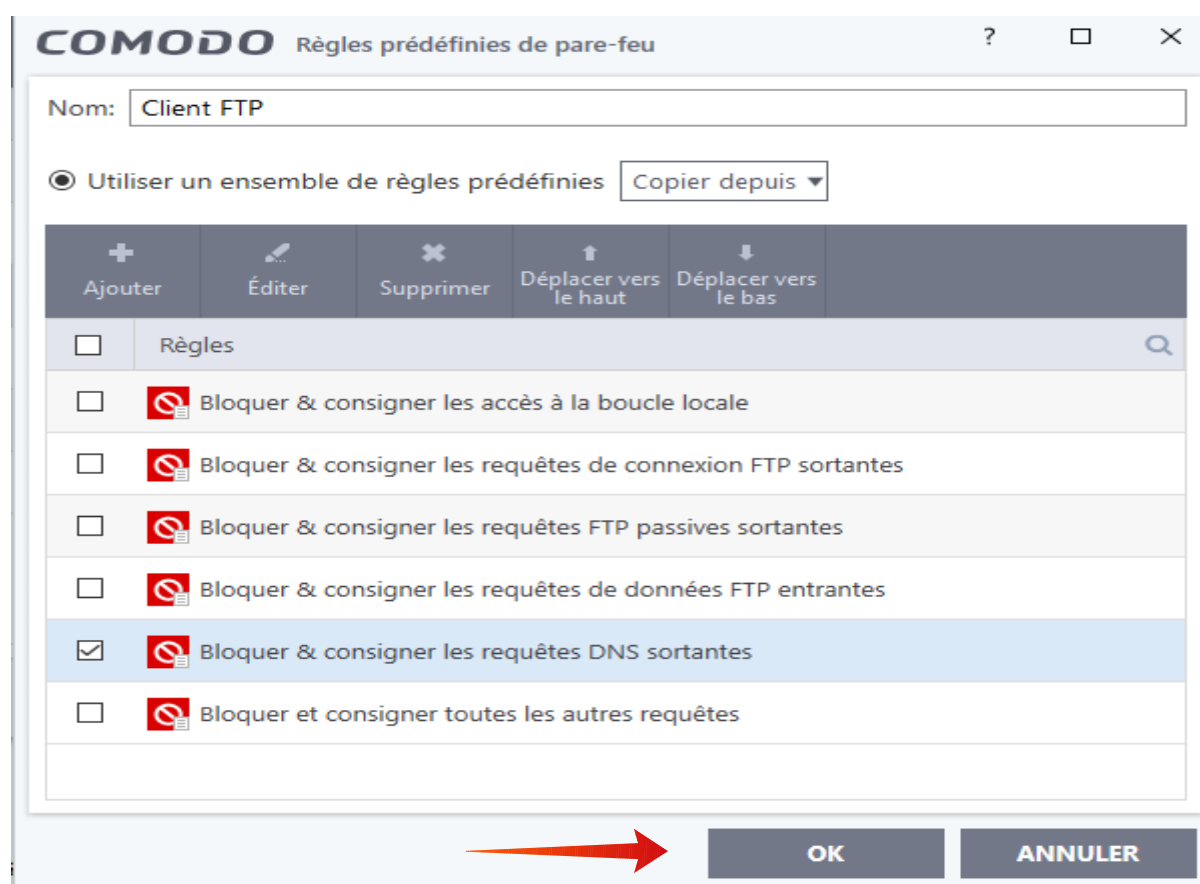 COMODO Règles prédéfinies de pare-feu ?
Nom: Client FTP
Utiliser un ensemble de règles prédéfinies Copier depuis
Ajouter Éditer Supprimer Déplacer vers le haut Déplacer vers le bas
Règles
Bloquer & consigner les accès à la boucle locale
Bloquer & consigner les requêtes de connexion FTP sortantes
Bloquer & consigner les requêtes FTP passives sortantes
Bloquer & consigner les requêtes de données FTP entrantes
Bloquer & consigner les requêtes DNS sortantes
Bloquer et consigner toutes les autres requêtes
OK ANNULER